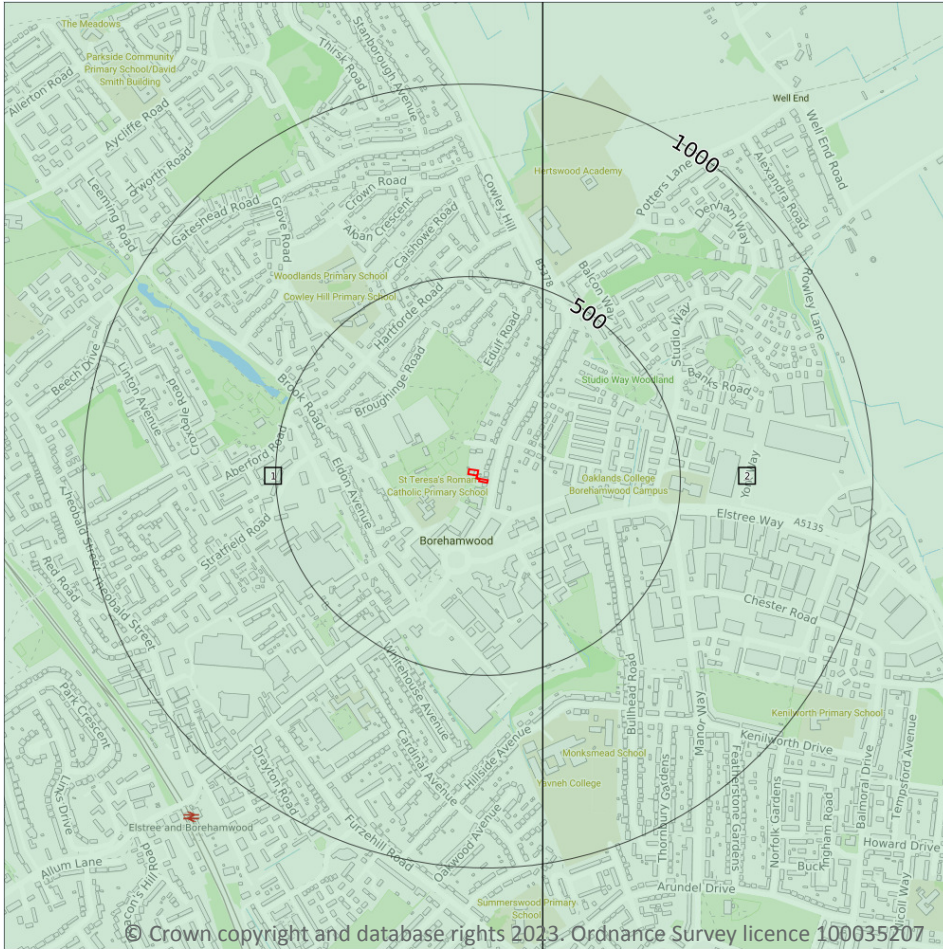 The Meadows
Parkside Community
Primary School/David
Smith Building
Allerton Road
Aycliffe Road
Thirsk Road
Stanborough Avenue
Well End
Well End Road
1000
Leeming Road
Tolworth Road
Gateshead Road
Grove Road
Crown Road
Alban Crescent
Calshowe Road
Cowley Hill
Hertswood Academy
Potters Lane
Denham Way
Alexandra Road
Rowley Lane
B5378
Balcon Way
Woodlands Primary School
Cowley Hill Primary School
Hartforde Road
Edulf Road
500
Studio Way
Banks Road
Studio Way Woodland
Beech Drive
Linton Avenue
Croxdale Road
Brook Road
Broughinge Road
Aberford Road
Eldon Avenue
1
St Teresa's Roman
Catholic Primary School
Oaklands College
Borehamwood Campus
2
Elstree Way
A5135
Borehamwood
Stratfield Road
Theobald Street
Theobald Street
Red Road
Chester Road
Whitehouse Avenue
Cardinal Avenue
Hillside Avenue
Bullhead Road
Manor Way
Kenilworth Primary School
Kenilworth Drive
Monksmead School
Yavneh College
Park Crescent
Links Drive
Drayton Road
Furzehill Road
Oakwood Avenue
Elstree and Borehamwood
Allum Lane
Thornbury Gardens
Featherstone Gardens
Norfolk Gardens
Balmoral Drive
Tempsford Avenue
Howard Drive
Arundel Drive
Summerswood Primary
School
© Crown copyright and database rights 2023. Ordnance Survey licence 100035207